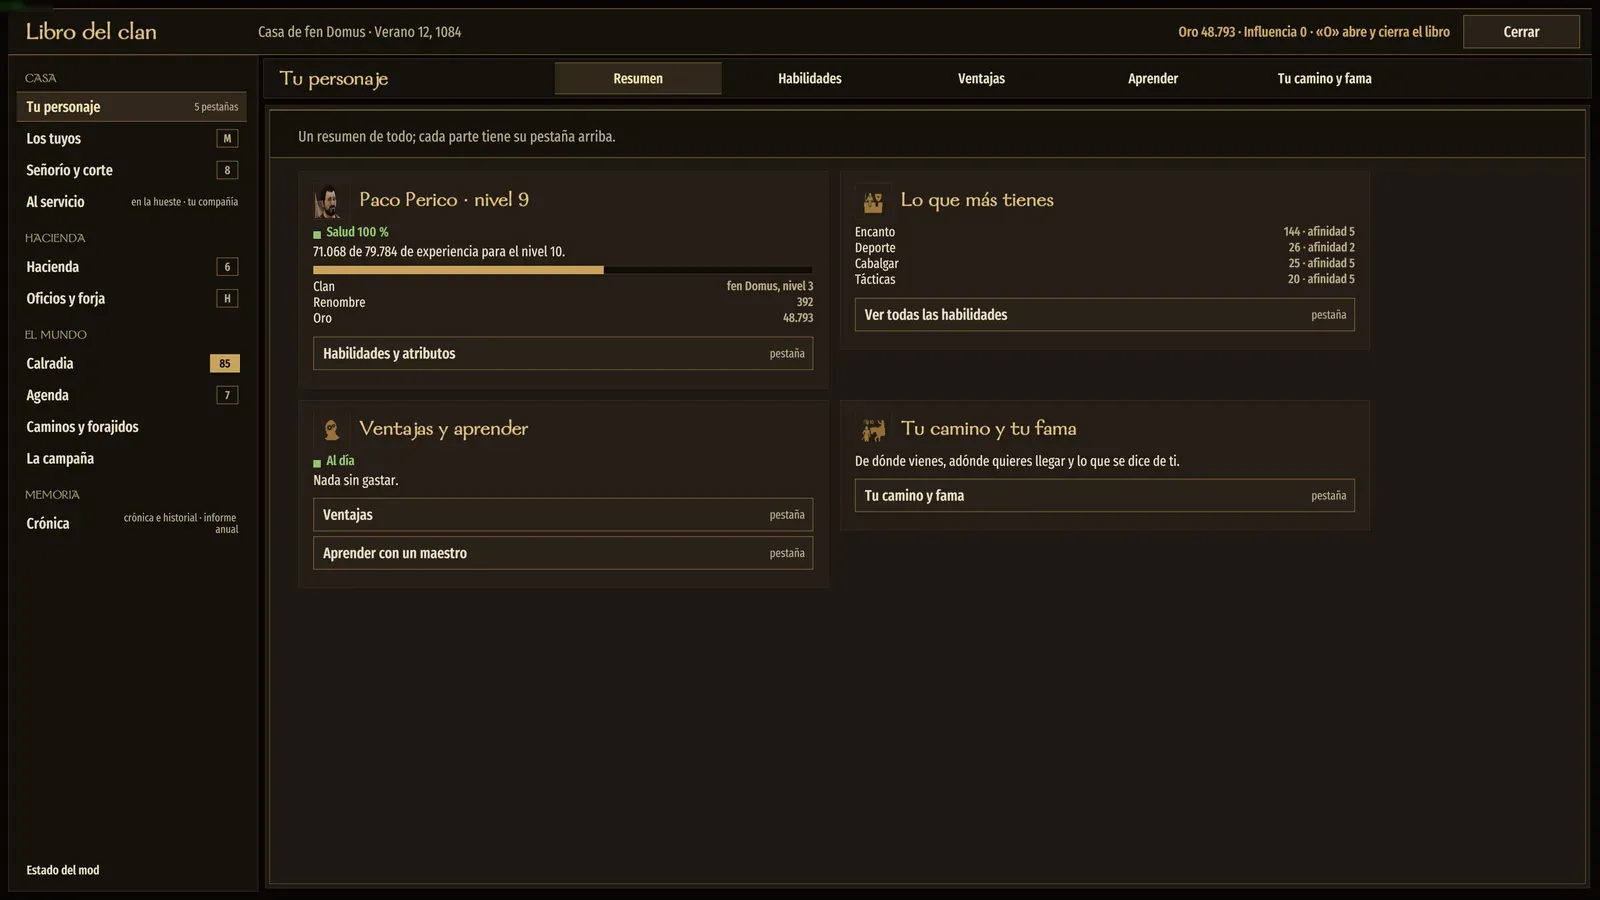 Libro del clan
Casa de fen Domus · Verano 12, 1084
Oro 48.793 · Influencia 0 · «O» abre y cierra el libro
Cerrar
CASA
Tu personaje
5 pestañas
Los tuyos
M
Señorío y corte
8
Al servicio
en la hueste · tu compañía
HACIENDA
Hacienda
6
Oficios y forja
H
EL MUNDO
Calradia
85
Agenda
7
Caminos y forajidos
La campaña
MEMORIA
Crónica
crónica e historial · informe
anual
Estado del mod
Tu personaje
Resumen
Habilidades
Ventajas
Aprender
Tu camino y fama
Un resumen de todo; cada parte tiene su pestaña arriba.
Paco Perico · nivel 9
Salud 100 %
71.068 de 79.784 de experiencia para el nivel 10.
Clan
fen Domus, nivel 3
Renombre
392
Oro
48.793
Habilidades y atributos
pestaña
Lo que más tienes
Encanto
144 · afinidad 5
Deporte
26 · afinidad 2
Cabalgar
25 · afinidad 5
Tácticas
20 · afinidad 5
Ver todas las habilidades
pestaña
Ventajas y aprender
Al día
Nada sin gastar.
Ventajas
pestaña
Aprender con un maestro
pestaña
Tu camino y tu fama
De dónde vienes, adónde quieres llegar y lo que se dice de ti.
Tu camino y fama
pestaña